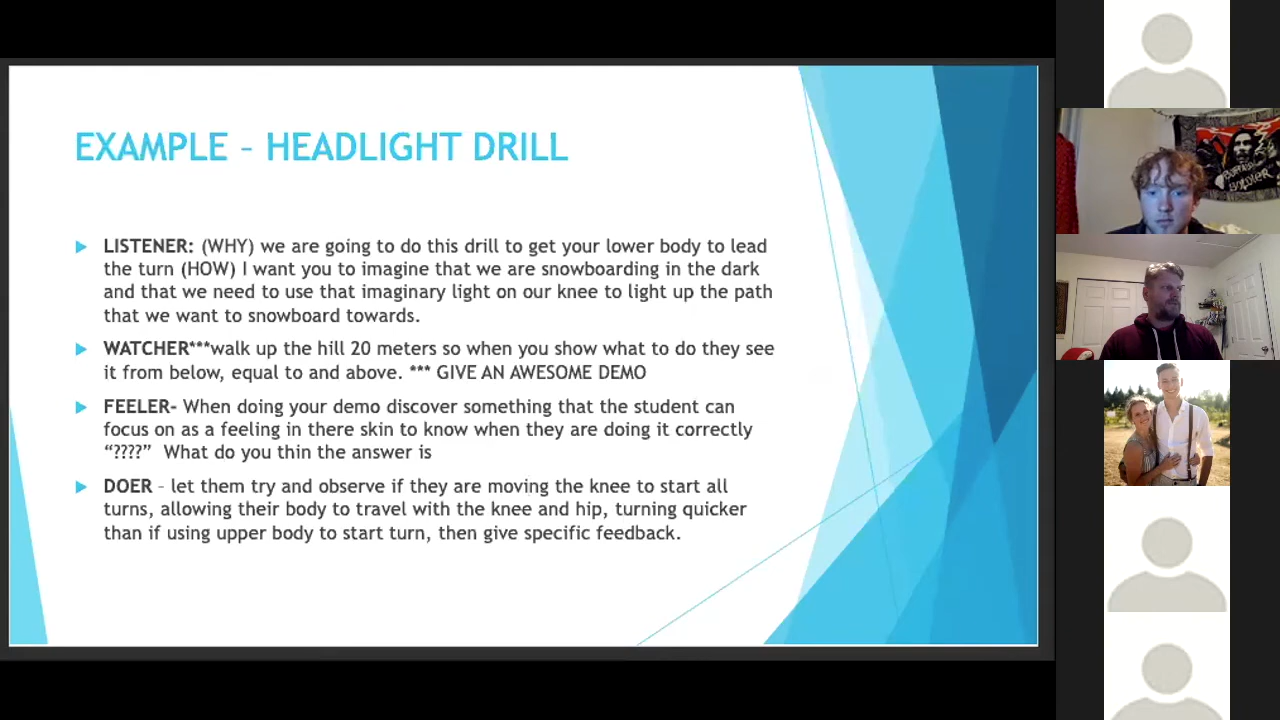 EXAMPLE – HEADLIGHT DRILL
LISTENER: (WHY) we are going to do this drill to get your lower body to lead
the turn (HOW) I want you to imagine that we are snowboarding in the dark
and that we need to use that imaginary light on our knee to light up the path
that we want to snowboard towards.
WATCHER***walk up the hill 20 meters so when you show what to do they see
it from below, equal to and above. *** GIVE AN AWESOME DEMO
FEELER- When doing your demo discover something that the student can
focus on as a feeling in there skin to know when they are doing it correctly
“????”  What do you thin the answer is
DOER – let them try and observe if they are moving the knee to start all
turns, allowing their body to travel with the knee and hip, turning quicker
than if using upper body to start turn, then give specific feedback.
BUFFALO
SOLDIER